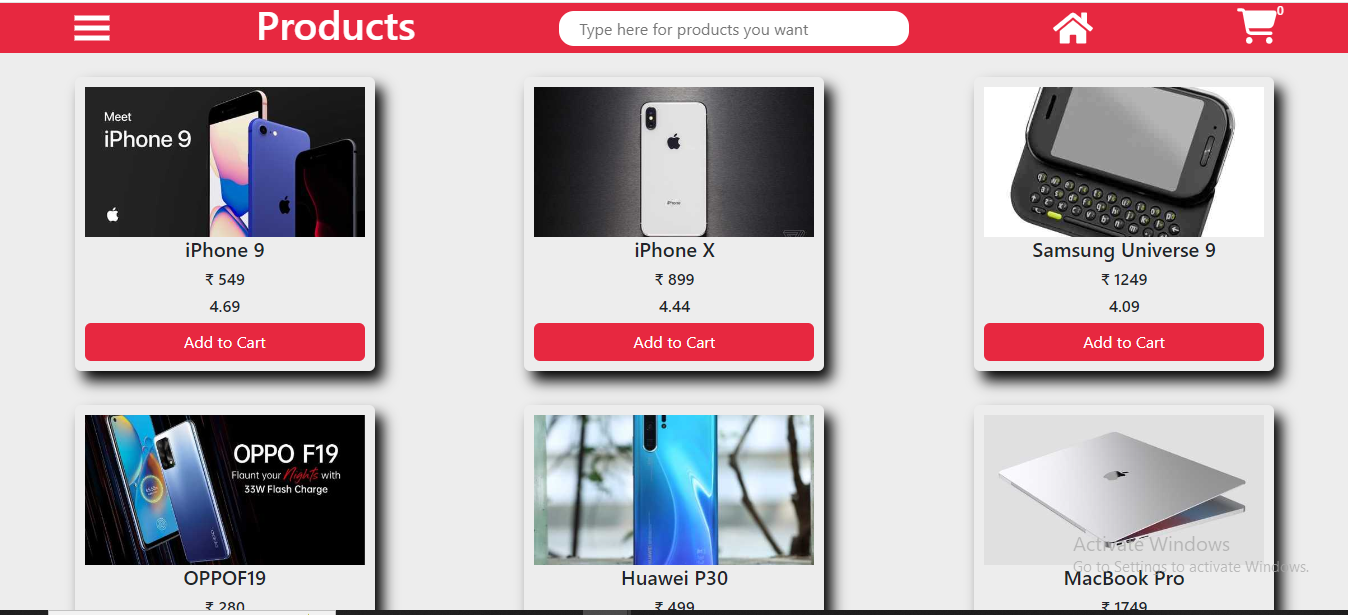 Products
Type here for products you want
0
Meet
iPhone 9
iPhone 9
₹ 549
4.69
Add to Cart
iPhone
iPhone X
₹ 899
4.44
Add to Cart
Samsung Universe 9
₹ 1249
4.09
Add to Cart
OPPO F19
Flaunt your Nights with
33W Flash Charge
OPPOF19
₹ 280
Huawei P30
₹ 499
MacBook Pro
₹ 1749
Activate Windows
Go to Settings to activate Windows.